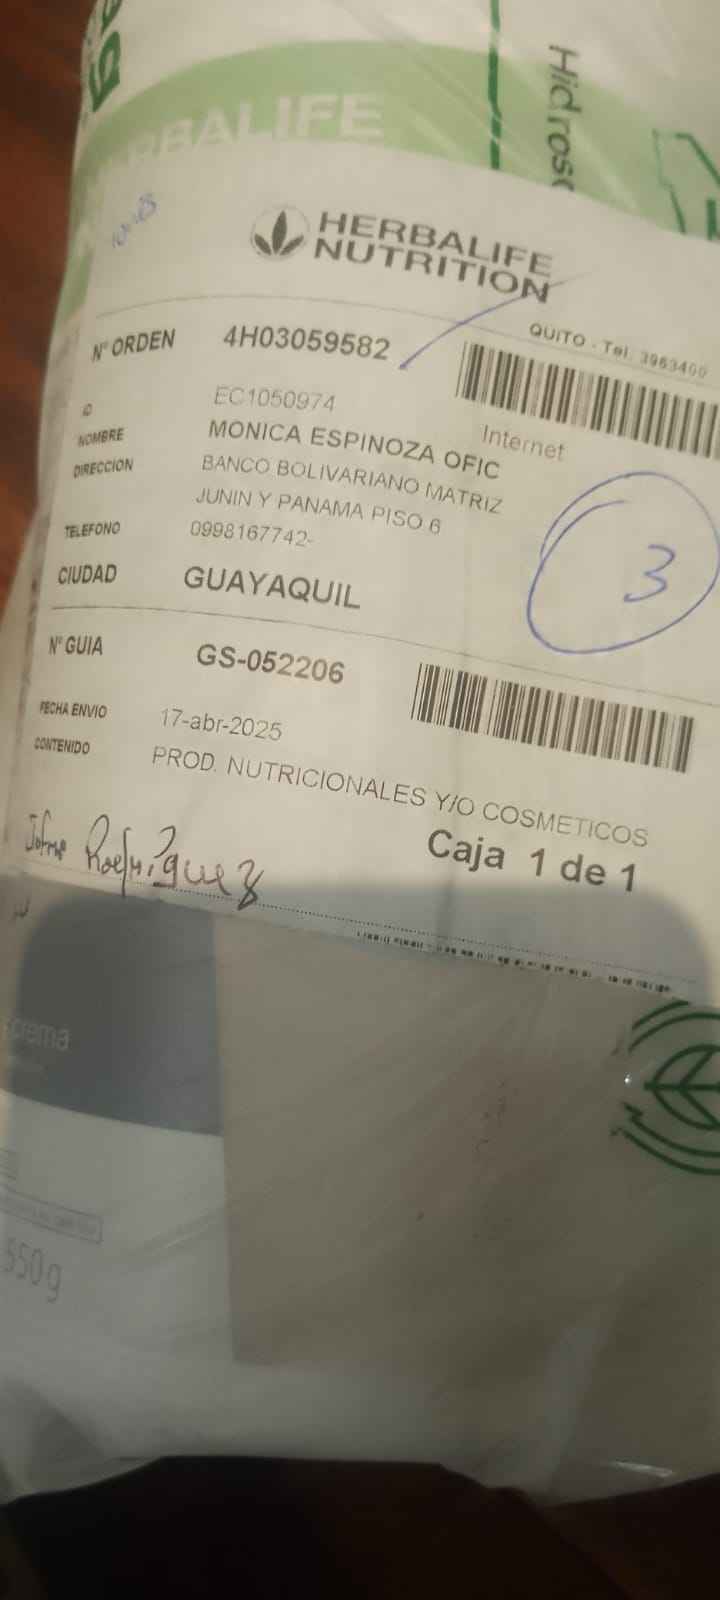 HERBALIFE
Hidros
HERBALIFE
NUTRITION
QUITO - Tel. 3963400
N° ORDEN 4H03059582
ID EC1050974
Internet
NOMBRE MONICA ESPINOZA OFIC
DIRECCION BANCO BOLIVARIANO MATRIZ
JUNIN Y PANAMA PISO 6
TELEFONO 0998167742-
3
CIUDAD GUAYAQUIL
N° GUIA GS-052206
FECHA ENVIO 17-abr-2025
CONTENIDO PROD. NUTRICIONALES Y/O COSMETICOS
Caja 1 de 1
Rodriguez
crema
550g